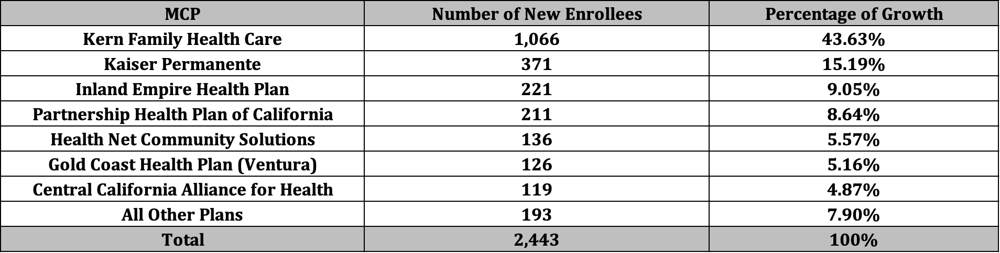 MCP Number of New Enrollees Percentage of Growth
Kern Family Health Care 1,066 43.63%
Kaiser Permanente 371 15.19%
Inland Empire Health Plan 221 9.05%
Partnership Health Plan of California 211 8.64%
Health Net Community Solutions 136 5.57%
Gold Coast Health Plan (Ventura) 126 5.16%
Central California Alliance for Health 119 4.87%
All Other Plans 193 7.90%
Total 2,443 100%